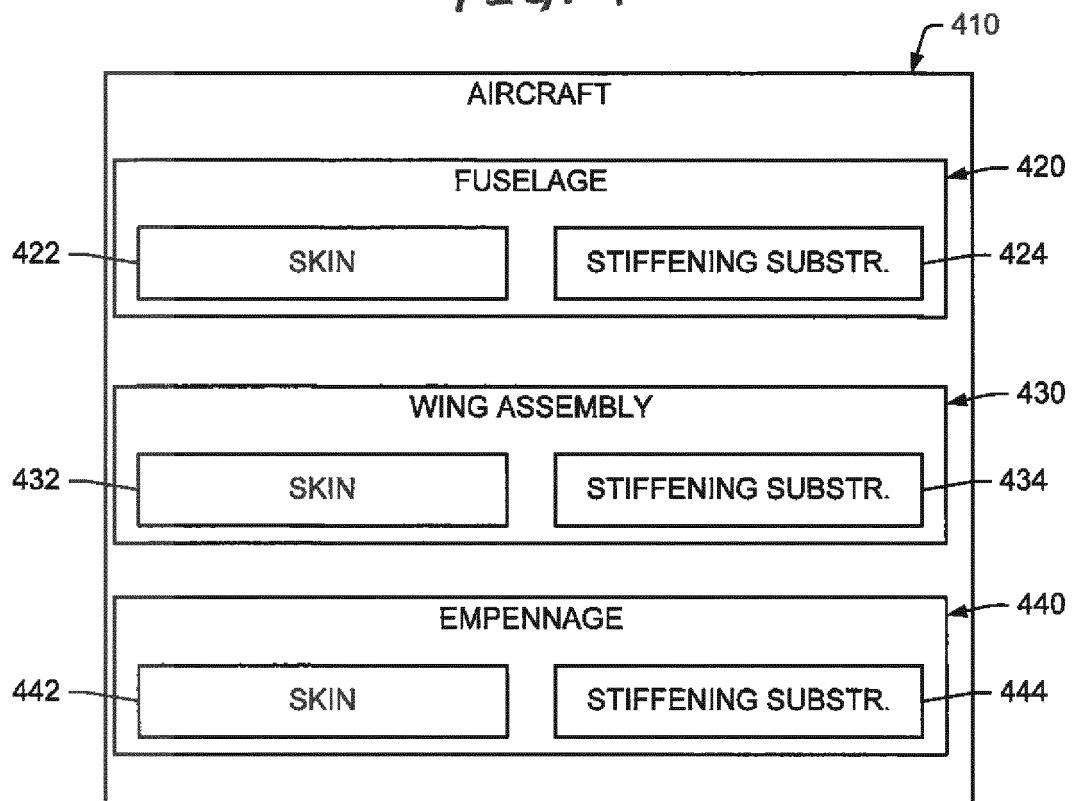 410
AIRCRAFT
FUSELAGE
420
422
SKIN
STIFFENING SUBSTR.
424
WING ASSEMBLY
430
432
SKIN
STIFFENING SUBSTR.
434
EMPENNAGE
440
442
SKIN
STIFFENING SUBSTR.
444